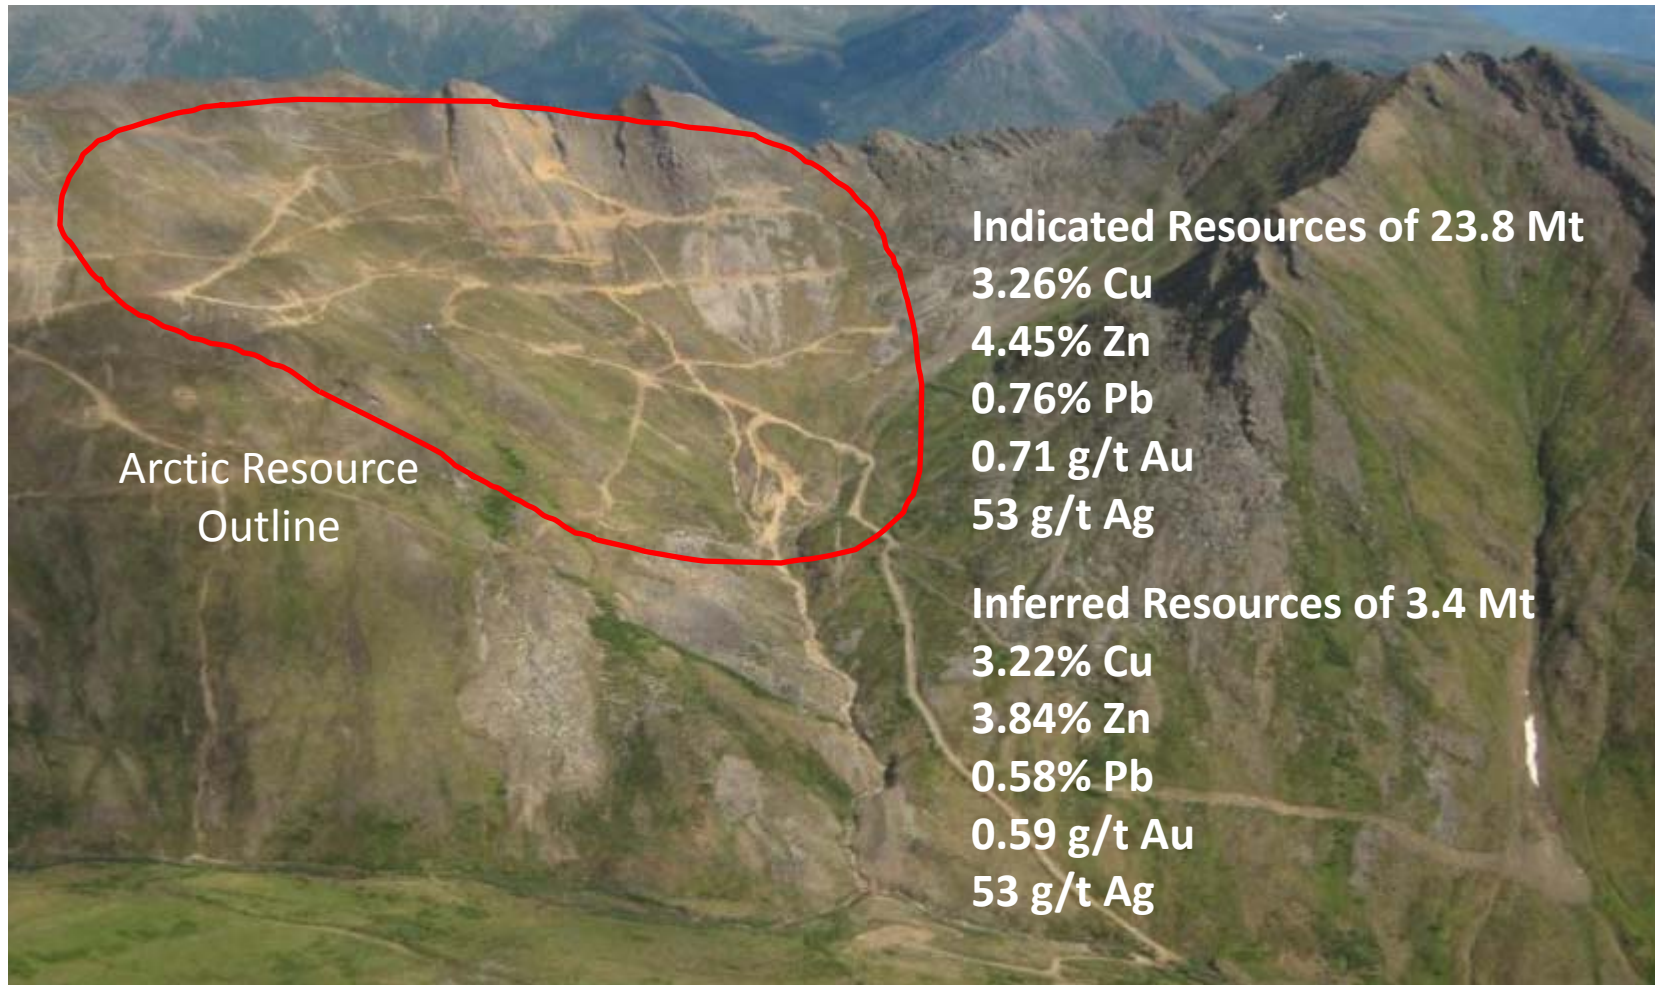 Arctic Resource
Outline
Indicated Resources of 23.8 Mt
3.26% Cu
4.45% Zn
0.76% Pb
0.71 g/t Au
53 g/t Ag
Inferred Resources of 3.4 Mt
3.22% Cu
3.84% Zn
0.58% Pb
0.59 g/t Au
53 g/t Ag